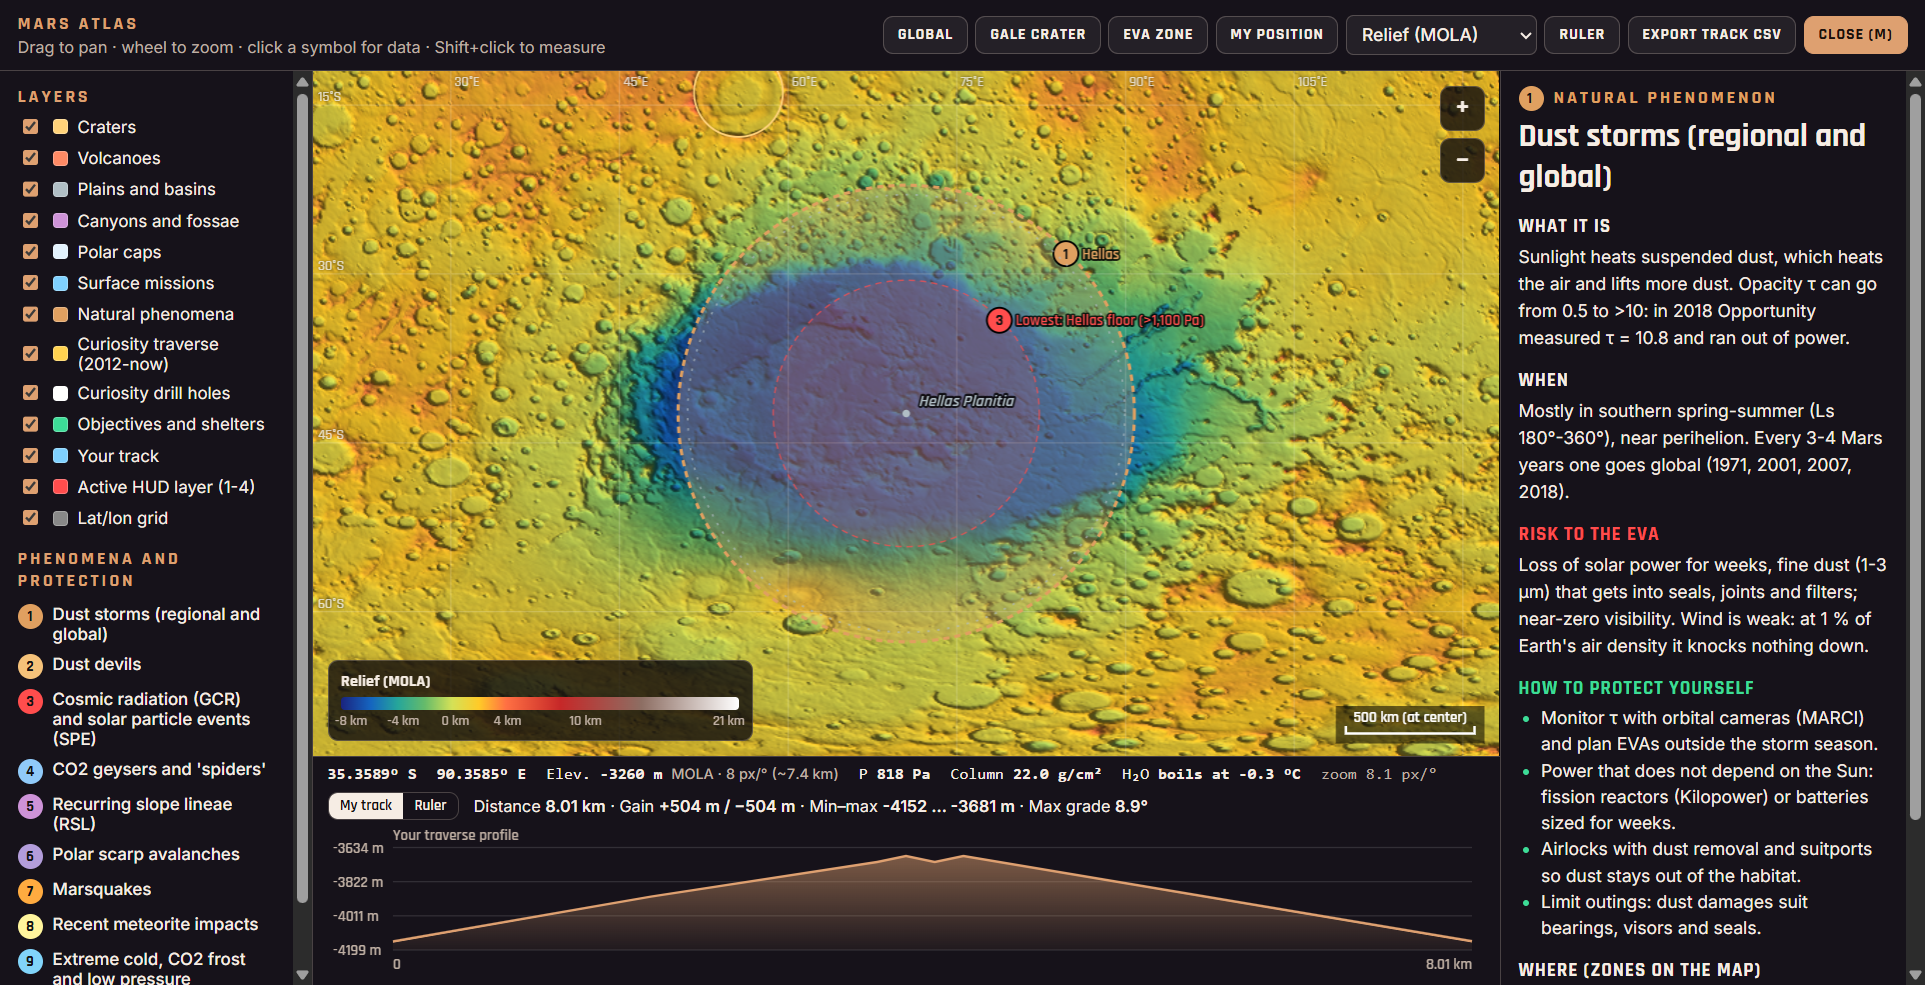 MARS ATLAS
Drag to pan · wheel to zoom · click a symbol for data · Shift+click to measure
GLOBAL
GALE CRATER
EVA ZONE
MY POSITION
Relief (MOLA)
RULER
EXPORT TRACK CSV
CLOSE (M)
LAYERS
Craters
Volcanoes
Plains and basins
Canyons and fossae
Polar caps
Surface missions
Natural phenomena
Curiosity traverse
(2012-now)
Curiosity drill holes
Objectives and shelters
Your track
Active HUD layer (1-4)
Lat/lon grid
PHENOMENA AND
PROTECTION
1 Dust storms (regional and
global)
2 Dust devils
3 Cosmic radiation (GCR)
and solar particle events
(SPE)
4 CO2 geysers and 'spiders'
5 Recurring slope lineae
(RSL)
6 Polar scarp avalanches
7 Marsquakes
8 Recent meteorite impacts
9 Extreme cold, CO2 frost
and low pressure
30°E 45°E 60°E 75°E 90°E 105°E
15°S
30°S
45°S
60°S
+
−
1 Hellas
3 Lowest: Hellas floor (>1,100 Pa)
Hellas Planitia
Relief (MOLA)
-8 km -4 km 0 km 4 km 10 km 21 km
500 km (at center)
35.3589° S 90.3585° E Elev. -3260 m MOLA · 8 px/° (~7.4 km) P 818 Pa Column 22.0 g/cm² H₂O boils at -0.3 °C zoom 8.1 px/°
My track Ruler Distance 8.01 km · Gain +504 m / −504 m · Min–max -4152 … -3681 m · Max grade 8.9°
Your traverse profile
-3634 m
-3822 m
-4011 m
-4199 m
0 8.01 km
1 NATURAL PHENOMENON
Dust storms (regional and
global)
WHAT IT IS
Sunlight heats suspended dust, which heats
the air and lifts more dust. Opacity τ can go
from 0.5 to >10: in 2018 Opportunity
measured τ = 10.8 and ran out of power.
WHEN
Mostly in southern spring-summer (Ls
180°-360°), near perihelion. Every 3-4 Mars
years one goes global (1971, 2001, 2007,
2018).
RISK TO THE EVA
Loss of solar power for weeks, fine dust (1-3
µm) that gets into seals, joints and filters;
near-zero visibility. Wind is weak: at 1 % of
Earth's air density it knocks nothing down.
HOW TO PROTECT YOURSELF
• Monitor τ with orbital cameras (MARCI)
and plan EVAs outside the storm season.
• Power that does not depend on the Sun:
fission reactors (Kilopower) or batteries
sized for weeks.
• Airlocks with dust removal and suitports
so dust stays out of the habitat.
• Limit outings: dust damages suit
bearings, visors and seals.
WHERE (ZONES ON THE MAP)